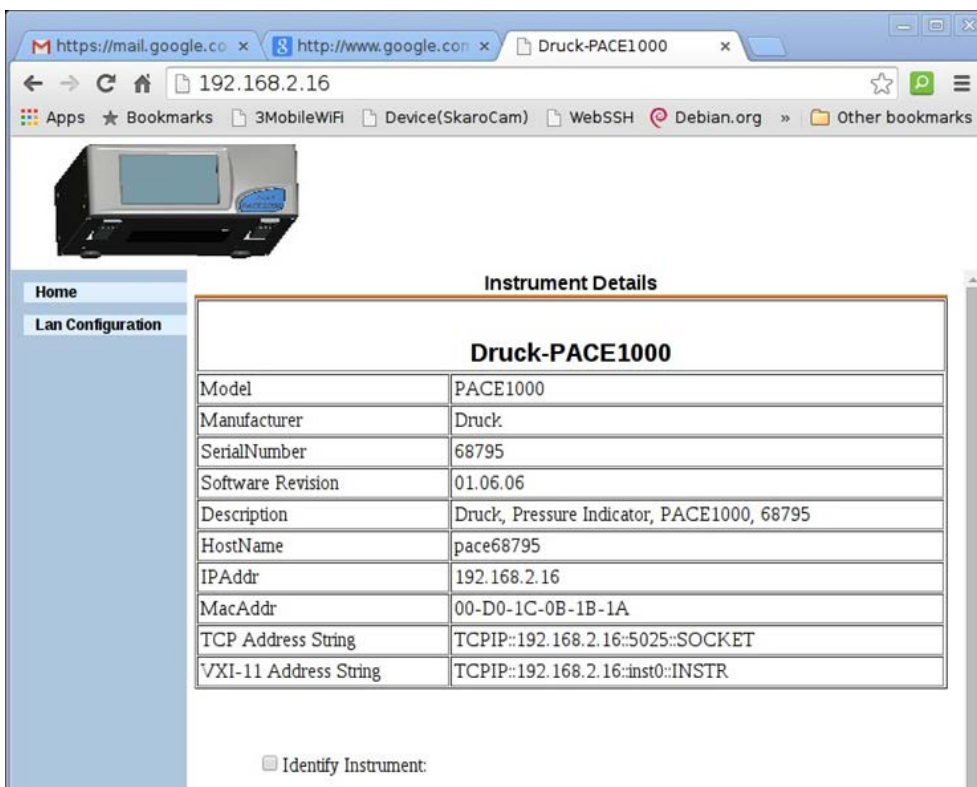 https://mail.google.co
http://www.google.com
Druck-PACE1000
192.168.2.16
Apps Bookmarks 3MobileWiFi Device(SkaroCam) WebSSH Debian.org » Other bookmarks
Home
Lan Configuration
Instrument Details
Druck-PACE1000
Model PACE1000
Manufacturer Druck
SerialNumber 68795
Software Revision 01.06.06
Description Druck, Pressure Indicator, PACE1000, 68795
HostName pace68795
IPAddr 192.168.2.16
MacAddr 00-D0-1C-0B-1B-1A
TCP Address String TCPIP::192.168.2.16::5025::SOCKET
VXI-11 Address String TCPIP::192.168.2.16::inst0::INSTR
Identify Instrument: